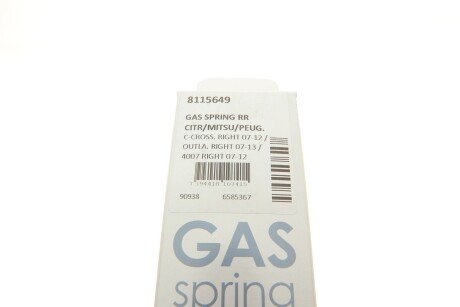 8115649
GAS SPRING RR
CITR/MITSU/PEUG.
C-CROSS. RIGHT 07-12 /
OUTLA. RIGHT 07-13 /
4007 RIGHT 07-12
90938 6585367
GAS
spring